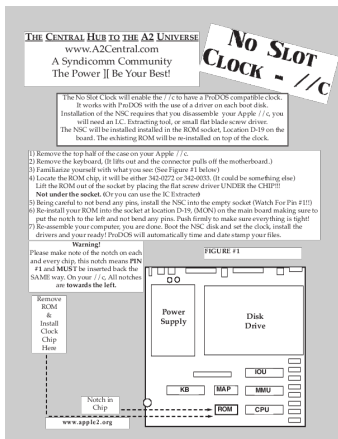 THE CENTRAL HUB TO THE A2 UNIVERSE
www.A2Central.com
A Syndicomm Community
The Power ][ Be Your Best!
NO SLOT
CLOCK - //c
The No Slot Clock will enable the //c to have a ProDOS compatible clock.
It works with ProDOS with the use of a driver on each boot disk.
Installation of the NSC requires that you disassemble your Apple //c, you
will need an I.C. Extracting tool, or small flat blade screw driver.
The NSC will be installed installed in the ROM socket, Location D-19 on the
board. The exhisting ROM will be re-installed on top of the clock.
1) Remove the top half of the case on your Apple //c.
2) Remove the keyboard, (It lifts out and the connector pulls off the motherboard.)
3) Familiarize yourself with what you see: (See Figure #1 below)
4) Locate the ROM chip, it will either 342-0272 or 342-0033. (It could be something else)
Lift the ROM out of the socket by placing the flat screw driver UNDER the CHIP!!!
Not under the socket. (Or you can use the IC Extracter)
5) Being careful to not bend any pins, install the NSC into the empty socket (Watch For Pin #1!!)
6) Re-install your ROM into the socket at location D-19, (MON) on the main board making sure to
put the notch to the left and not bend any pins. Push firmly to make sure everything is tight!
7) Re-assemble your computer, you are done. Boot the NSC disk and set the clock, install the
drivers and your ready! ProDOS will automatically time and date stamp your files.
Warning!
Please make note of the notch on each
and every chip, this notch means PIN
#1 and MUST be inserted back the
SAME way. On your //c, All notches
are towards the left.
FIGURE #1
Remove
ROM
&
Install
Clock
Chip
Here
Power
Supply
Disk
Drive
IOU
KB
MAP
MMU
ROM
CPU
Notch in
Chip
www.apple2.org